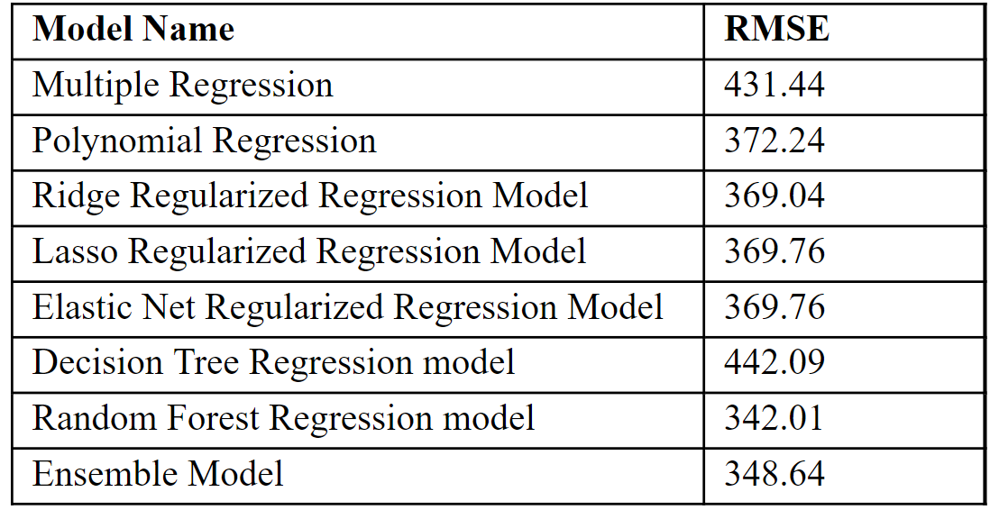 Model Name RMSE
Multiple Regression 431.44
Polynomial Regression 372.24
Ridge Regularized Regression Model 369.04
Lasso Regularized Regression Model 369.76
Elastic Net Regularized Regression Model 369.76
Decision Tree Regression model 442.09
Random Forest Regression model 342.01
Ensemble Model 348.64